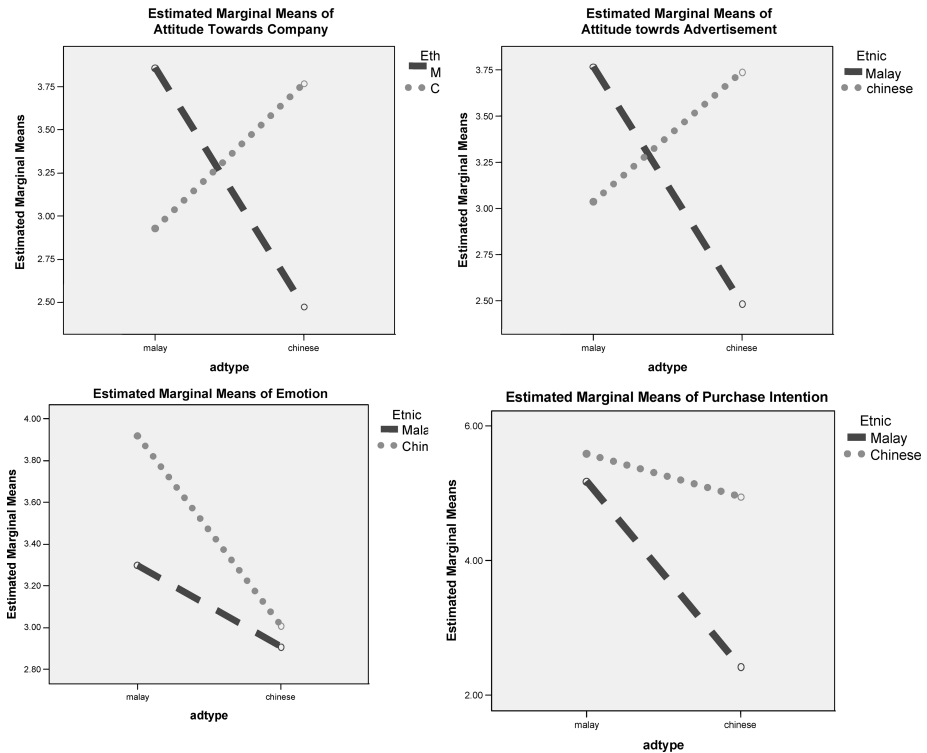 Estimated Marginal Means of
Attitude Towards Company
Estimated Marginal Means
3.75
3.50
3.25
3.00
2.75
2.50
malay
chinese
adtype
Eth
M
C
Estimated Marginal Means of
Attitude towrds Advertisement
Estimated Marginal Means
3.75
3.50
3.25
3.00
2.75
2.50
malay
chinese
adtype
Etnic
Malay
chinese
Estimated Marginal Means of Emotion
Estimated Marginal Means
4.00
3.80
3.60
3.40
3.20
3.00
2.80
malay
chinese
adtype
Etnic
Mala
Chin
Estimated Marginal Means of Purchase Intention
Estimated Marginal Means
6.00
4.00
2.00
malay
chinese
adtype
Etnic
Malay
Chinese